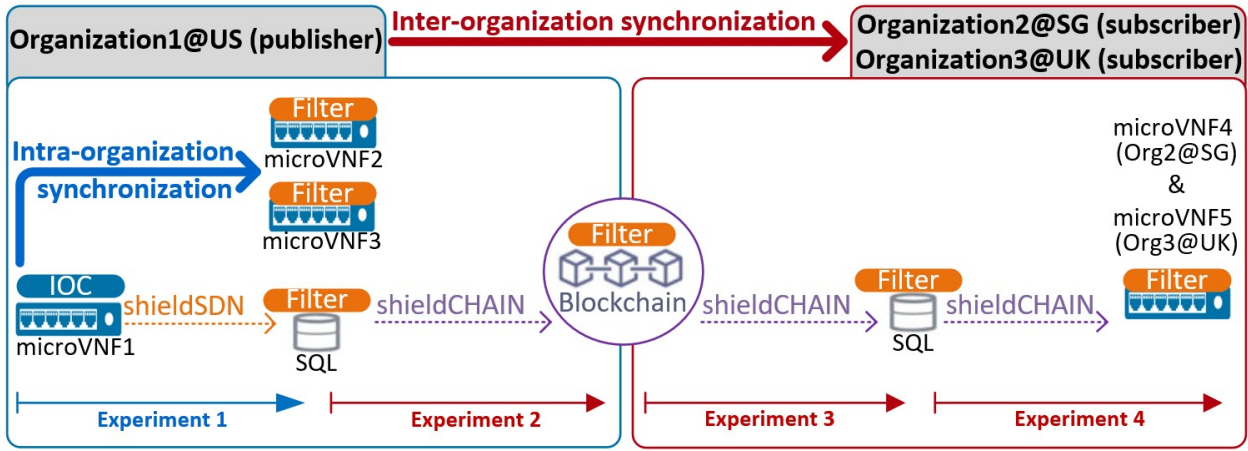 Organization1@US (publisher)
Inter-organization synchronization
Organization2@SG (subscriber)
Organization3@UK (subscriber)
Filter
microVNF2
Intra-organization
synchronization
Filter
microVNF3
IOC
microVNF1
shieldSDN
Filter
SQL
shieldCHAIN
Filter
Blockchain
shieldCHAIN
Filter
SQL
shieldCHAIN
microVNF4
(Org2@SG)
&
microVNF5
(Org3@UK)
Filter
Experiment 1
Experiment 2
Experiment 3
Experiment 4